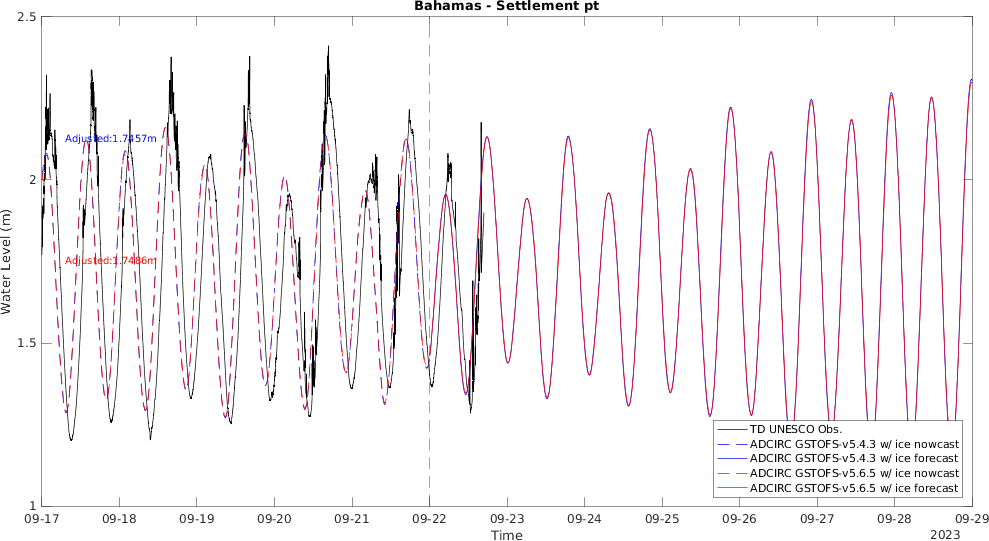 Bahamas - Settlement pt
2.5
2
1.5
1
Water Level (m)
Adjusted:1.7457m
Adjusted:1.7486m
TD UNESCO Obs.
ADCIRC GSTOFS-v5.4.3 w/ ice nowcast
ADCIRC GSTOFS-v5.4.3 w/ ice forecast
ADCIRC GSTOFS-v5.6.5 w/ ice nowcast
ADCIRC GSTOFS-v5.6.5 w/ ice forecast
09-17 09-18 09-19 09-20 09-21 09-22 09-23 09-24 09-25 09-26 09-27 09-28 09-29
Time
2023